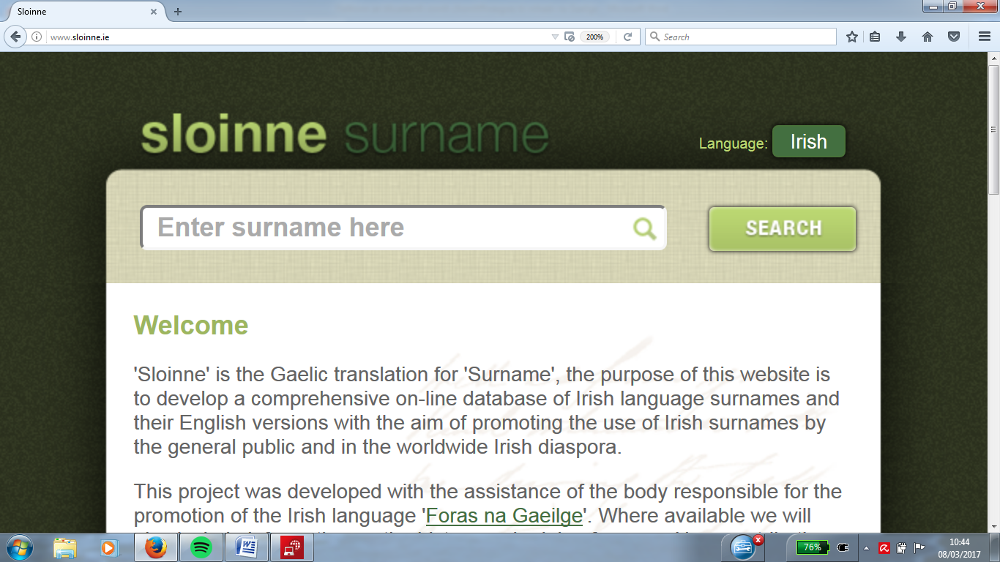 Sloinne
www.sloinne.ie
200%
Search
sloinne surname
Language: Irish
Enter surname here
SEARCH
Welcome
'Sloinne' is the Gaelic translation for 'Surname', the purpose of this website is
to develop a comprehensive on-line database of Irish language surnames and
their English versions with the aim of promoting the use of Irish surnames by
the general public and in the worldwide Irish diaspora.
This project was developed with the assistance of the body responsible for the
promotion of the Irish language 'Foras na Gaeilge'. Where available we will
76%
10:44
08/03/2017